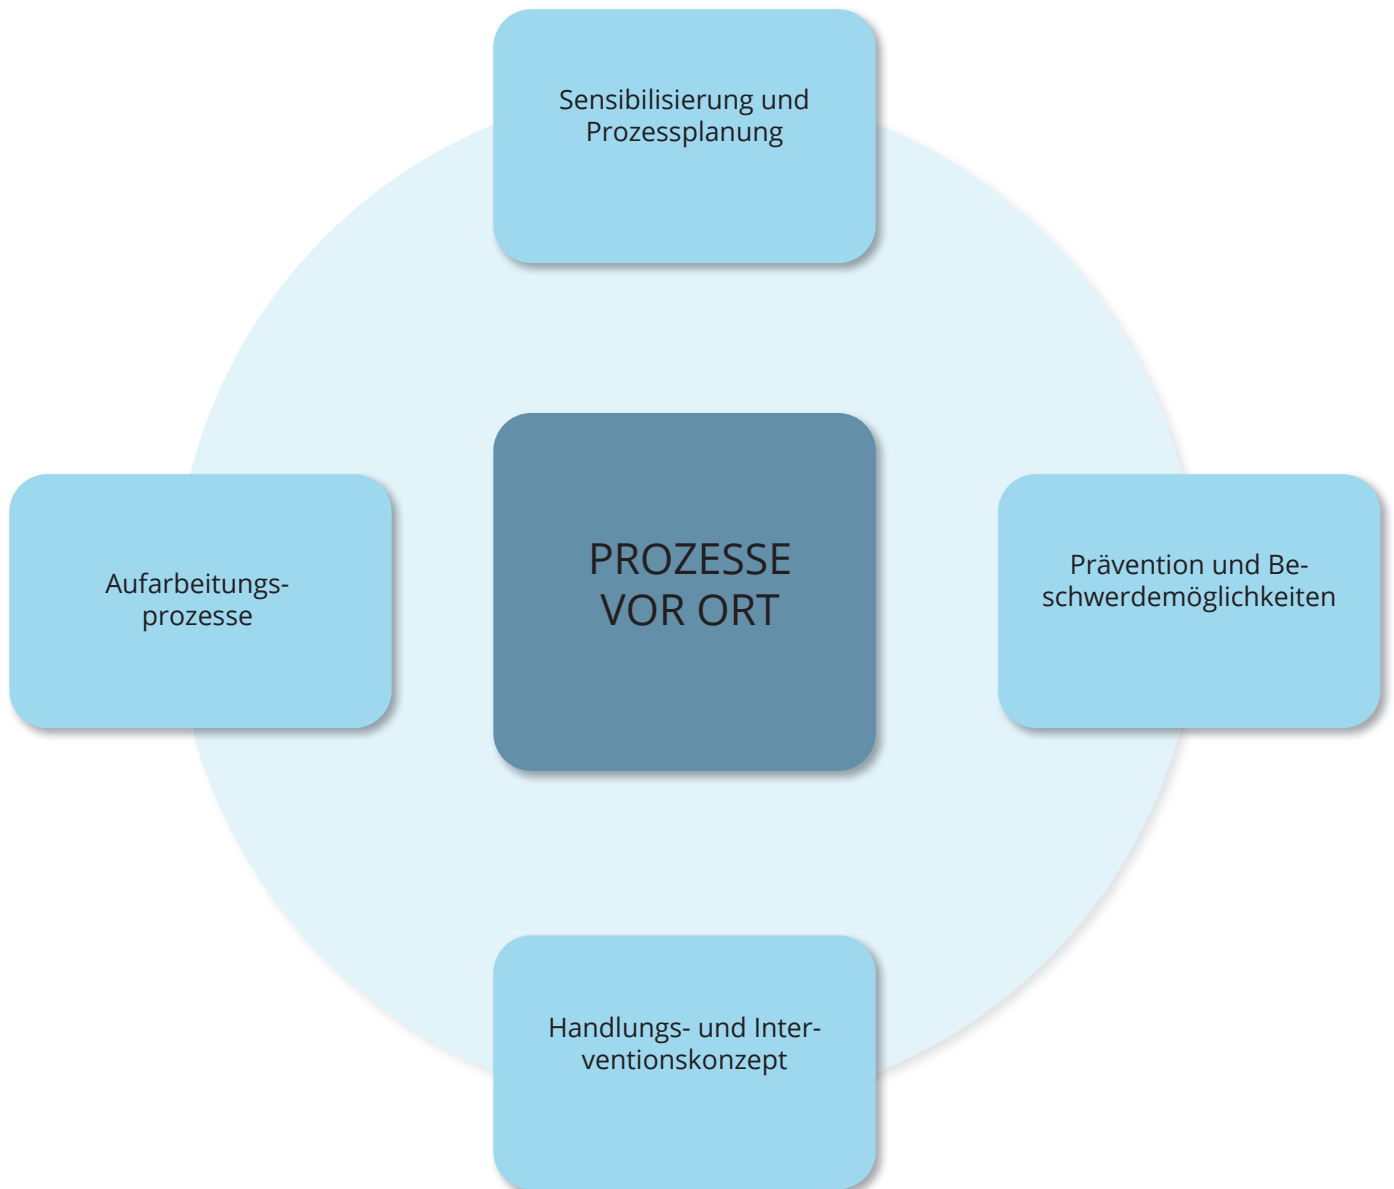 Sensibilisierung und
Prozessplanung
PROZESSE
VOR ORT
Aufarbeitungs-
prozesse
Prävention und Be-
schwerdemöglichkeiten
Handlungs- und Inter-
ventionskonzept